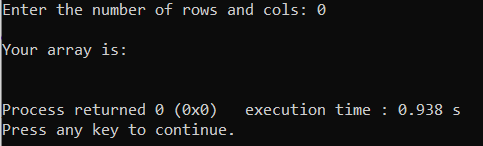 Enter the number of rows and cols: 0
Your array is:
Process returned 0 (0x0)   execution time : 0.938 s
Press any key to continue.